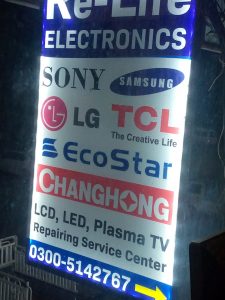 Re-Life
ELECTRONICS
SONY SAMSUNG
LG TCL
The Creative Life
EcoStar
CHANGHONG
LCD, LED, Plasma TV
Repairing Service Center
0300-5142767